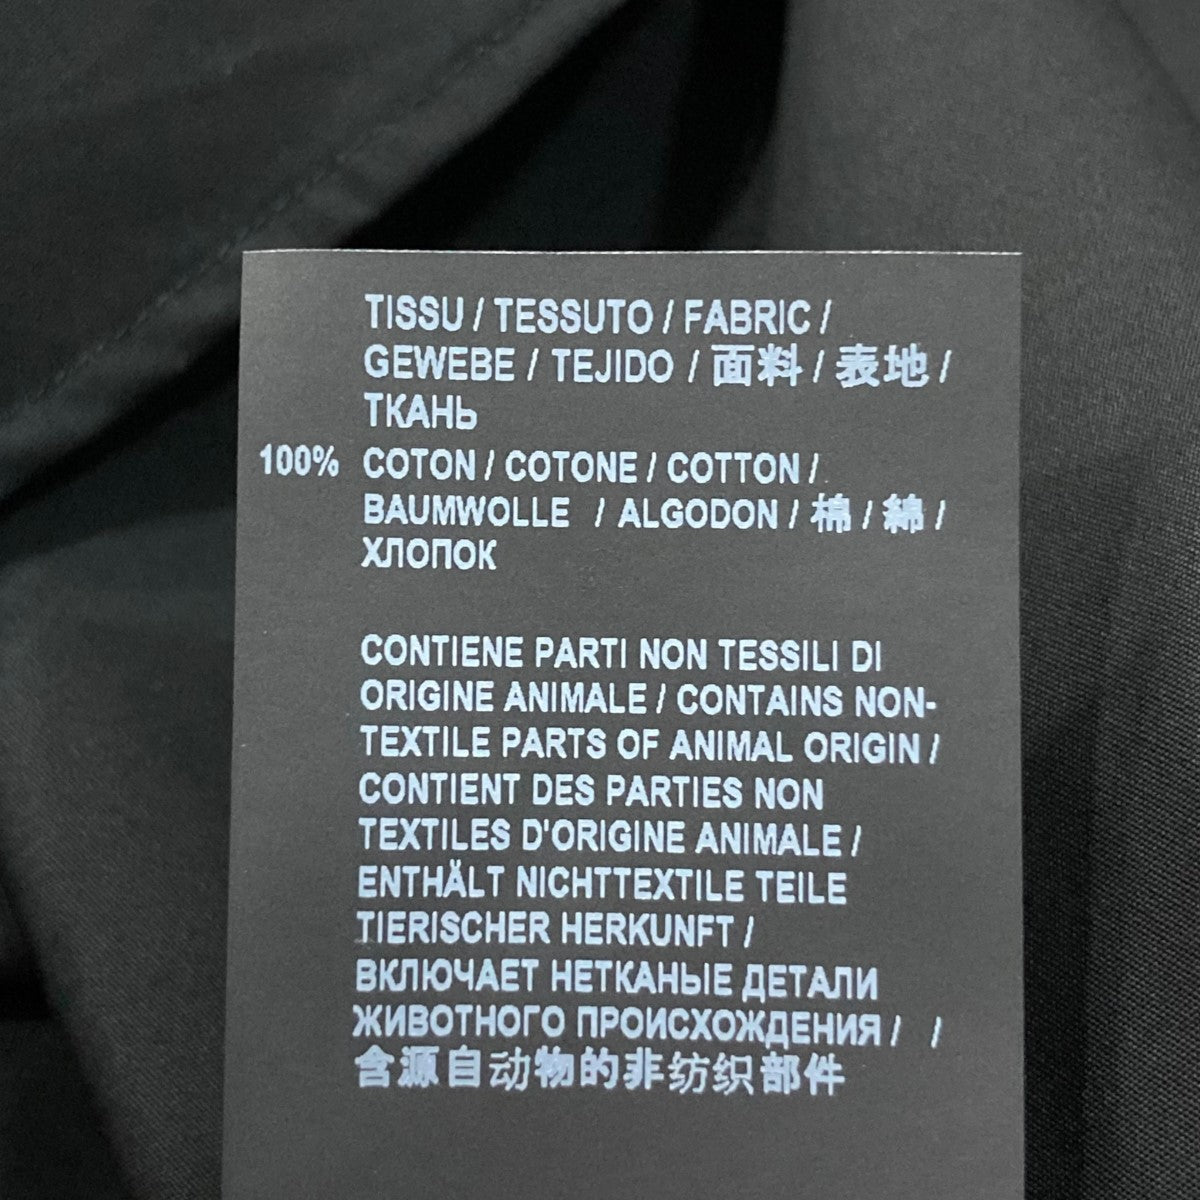 TISSU / TESSUTO / FABRIC /
GEWEBE / TEJIDO / 面料 / 表地 /
ТКАНЬ
100% COTON / COTONE / COTTON /
BAUMWOLLE / ALGODON / 棉 / 綿 /
ХЛОПОК
CONTIENE PARTI NON TESSILI DI
ORIGINE ANIMALE / CONTAINS NON-
TEXTILE PARTS OF ANIMAL ORIGIN /
CONTIENT DES PARTIES NON
TEXTILES D'ORIGINE ANIMALE /
ENTHÄLT NICHTTEXTILE TEILE
TIERISCHER HERKUNFT /
ВКЛЮЧАЕТ НЕТКАНЫЕ ДЕТАЛИ
ЖИВОТНОГО ПРОИСХОЖДЕНИЯ / /
含源自动物的非纺织部件